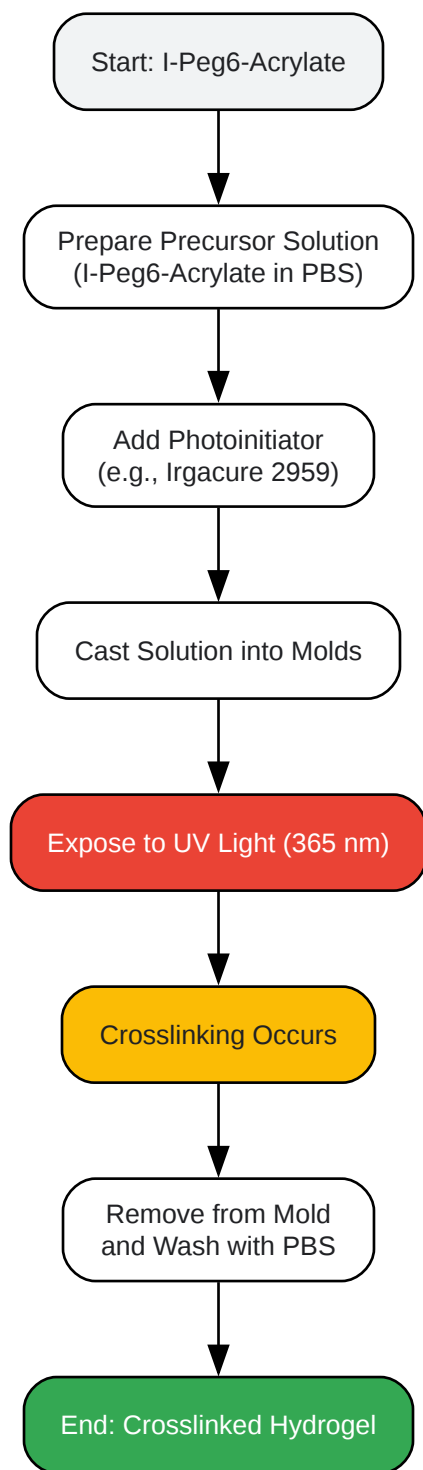 Start: I-Peg6-Acrylate
Prepare Precursor Solution
(I-Peg6-Acrylate in PBS)
Add Photoinitiator
(e.g., Irgacure 2959)
Cast Solution into Molds
Expose to UV Light (365 nm)
Crosslinking Occurs
Remove from Mold
and Wash with PBS
End: Crosslinked Hydrogel